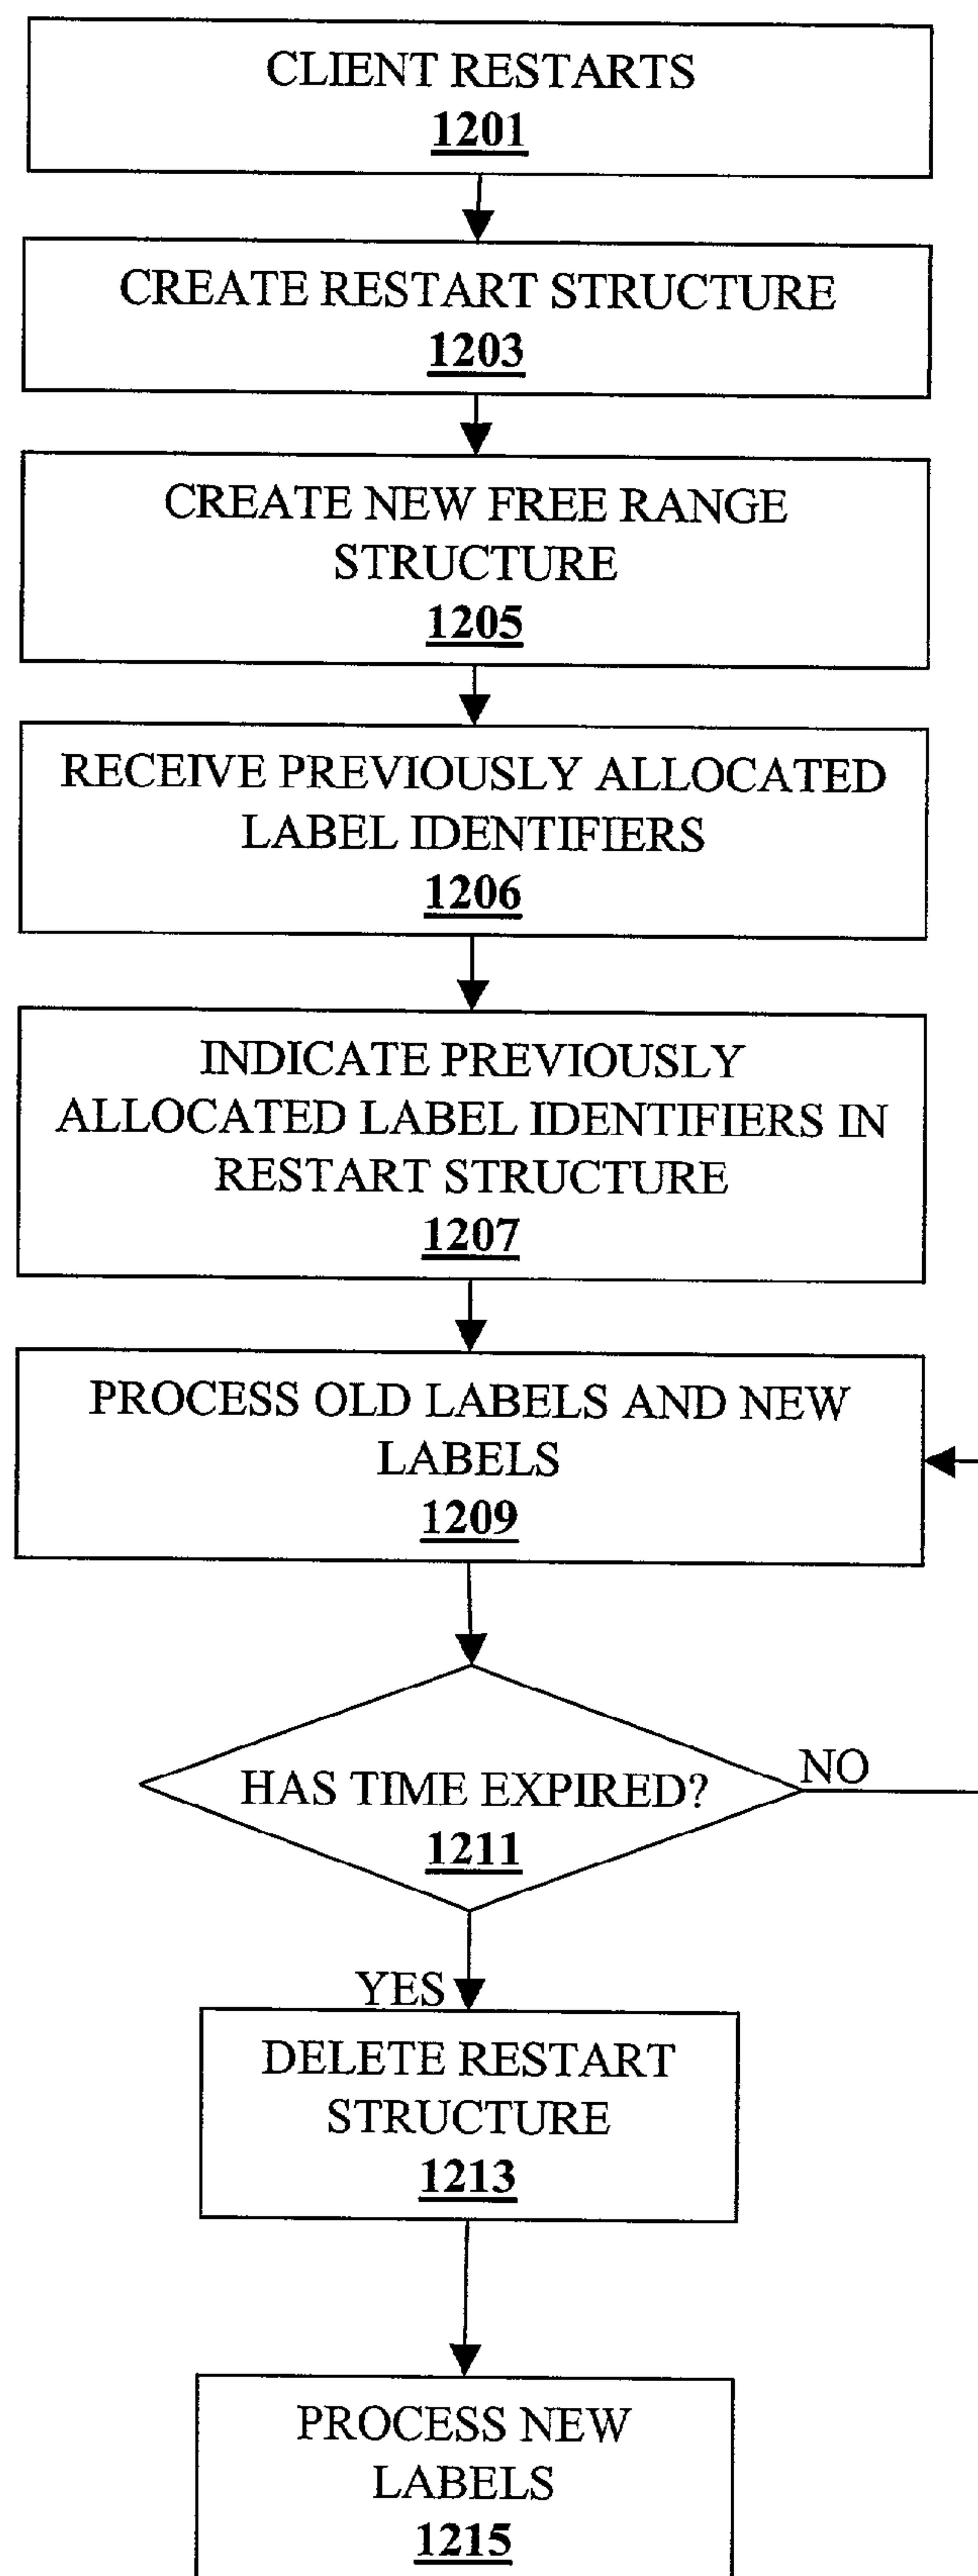 CLIENT RESTARTS
1201
CREATE RESTART STRUCTURE
1203
CREATE NEW FREE RANGE
STRUCTURE
1205
RECEIVE PREVIOUSLY ALLOCATED
LABEL IDENTIFIERS
1206
INDICATE PREVIOUSLY
ALLOCATED LABEL IDENTIFIERS IN
RESTART STRUCTURE
1207
PROCESS OLD LABELS AND NEW
LABELS
1209
HAS TIME EXPIRED?
1211
NO
YES
DELETE RESTART
STRUCTURE
1213
PROCESS NEW
LABELS
1215